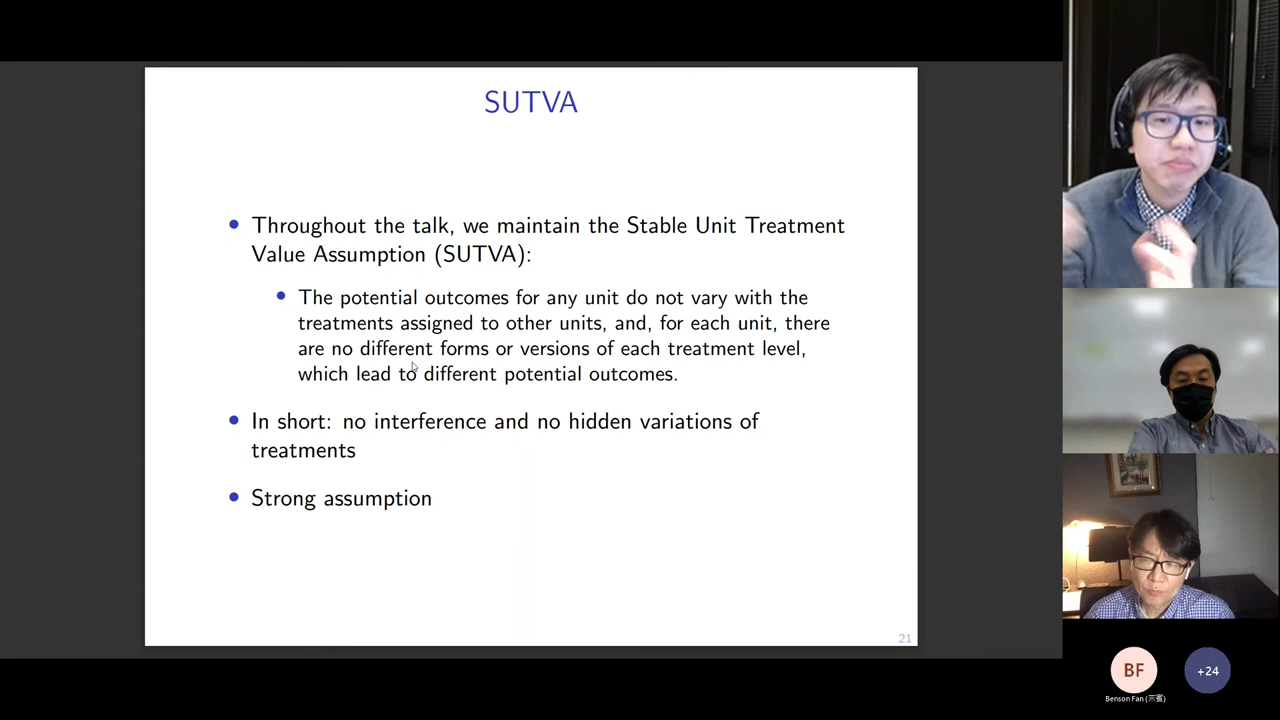 SUTVA
Throughout the talk, we maintain the Stable Unit Treatment
Value Assumption (SUTVA):
The potential outcomes for any unit do not vary with the
treatments assigned to other units, and, for each unit, there
are no different forms or versions of each treatment level,
which lead to different potential outcomes.
In short: no interference and no hidden variations of
treatments
Strong assumption
21
BF
+24
Benson Fan